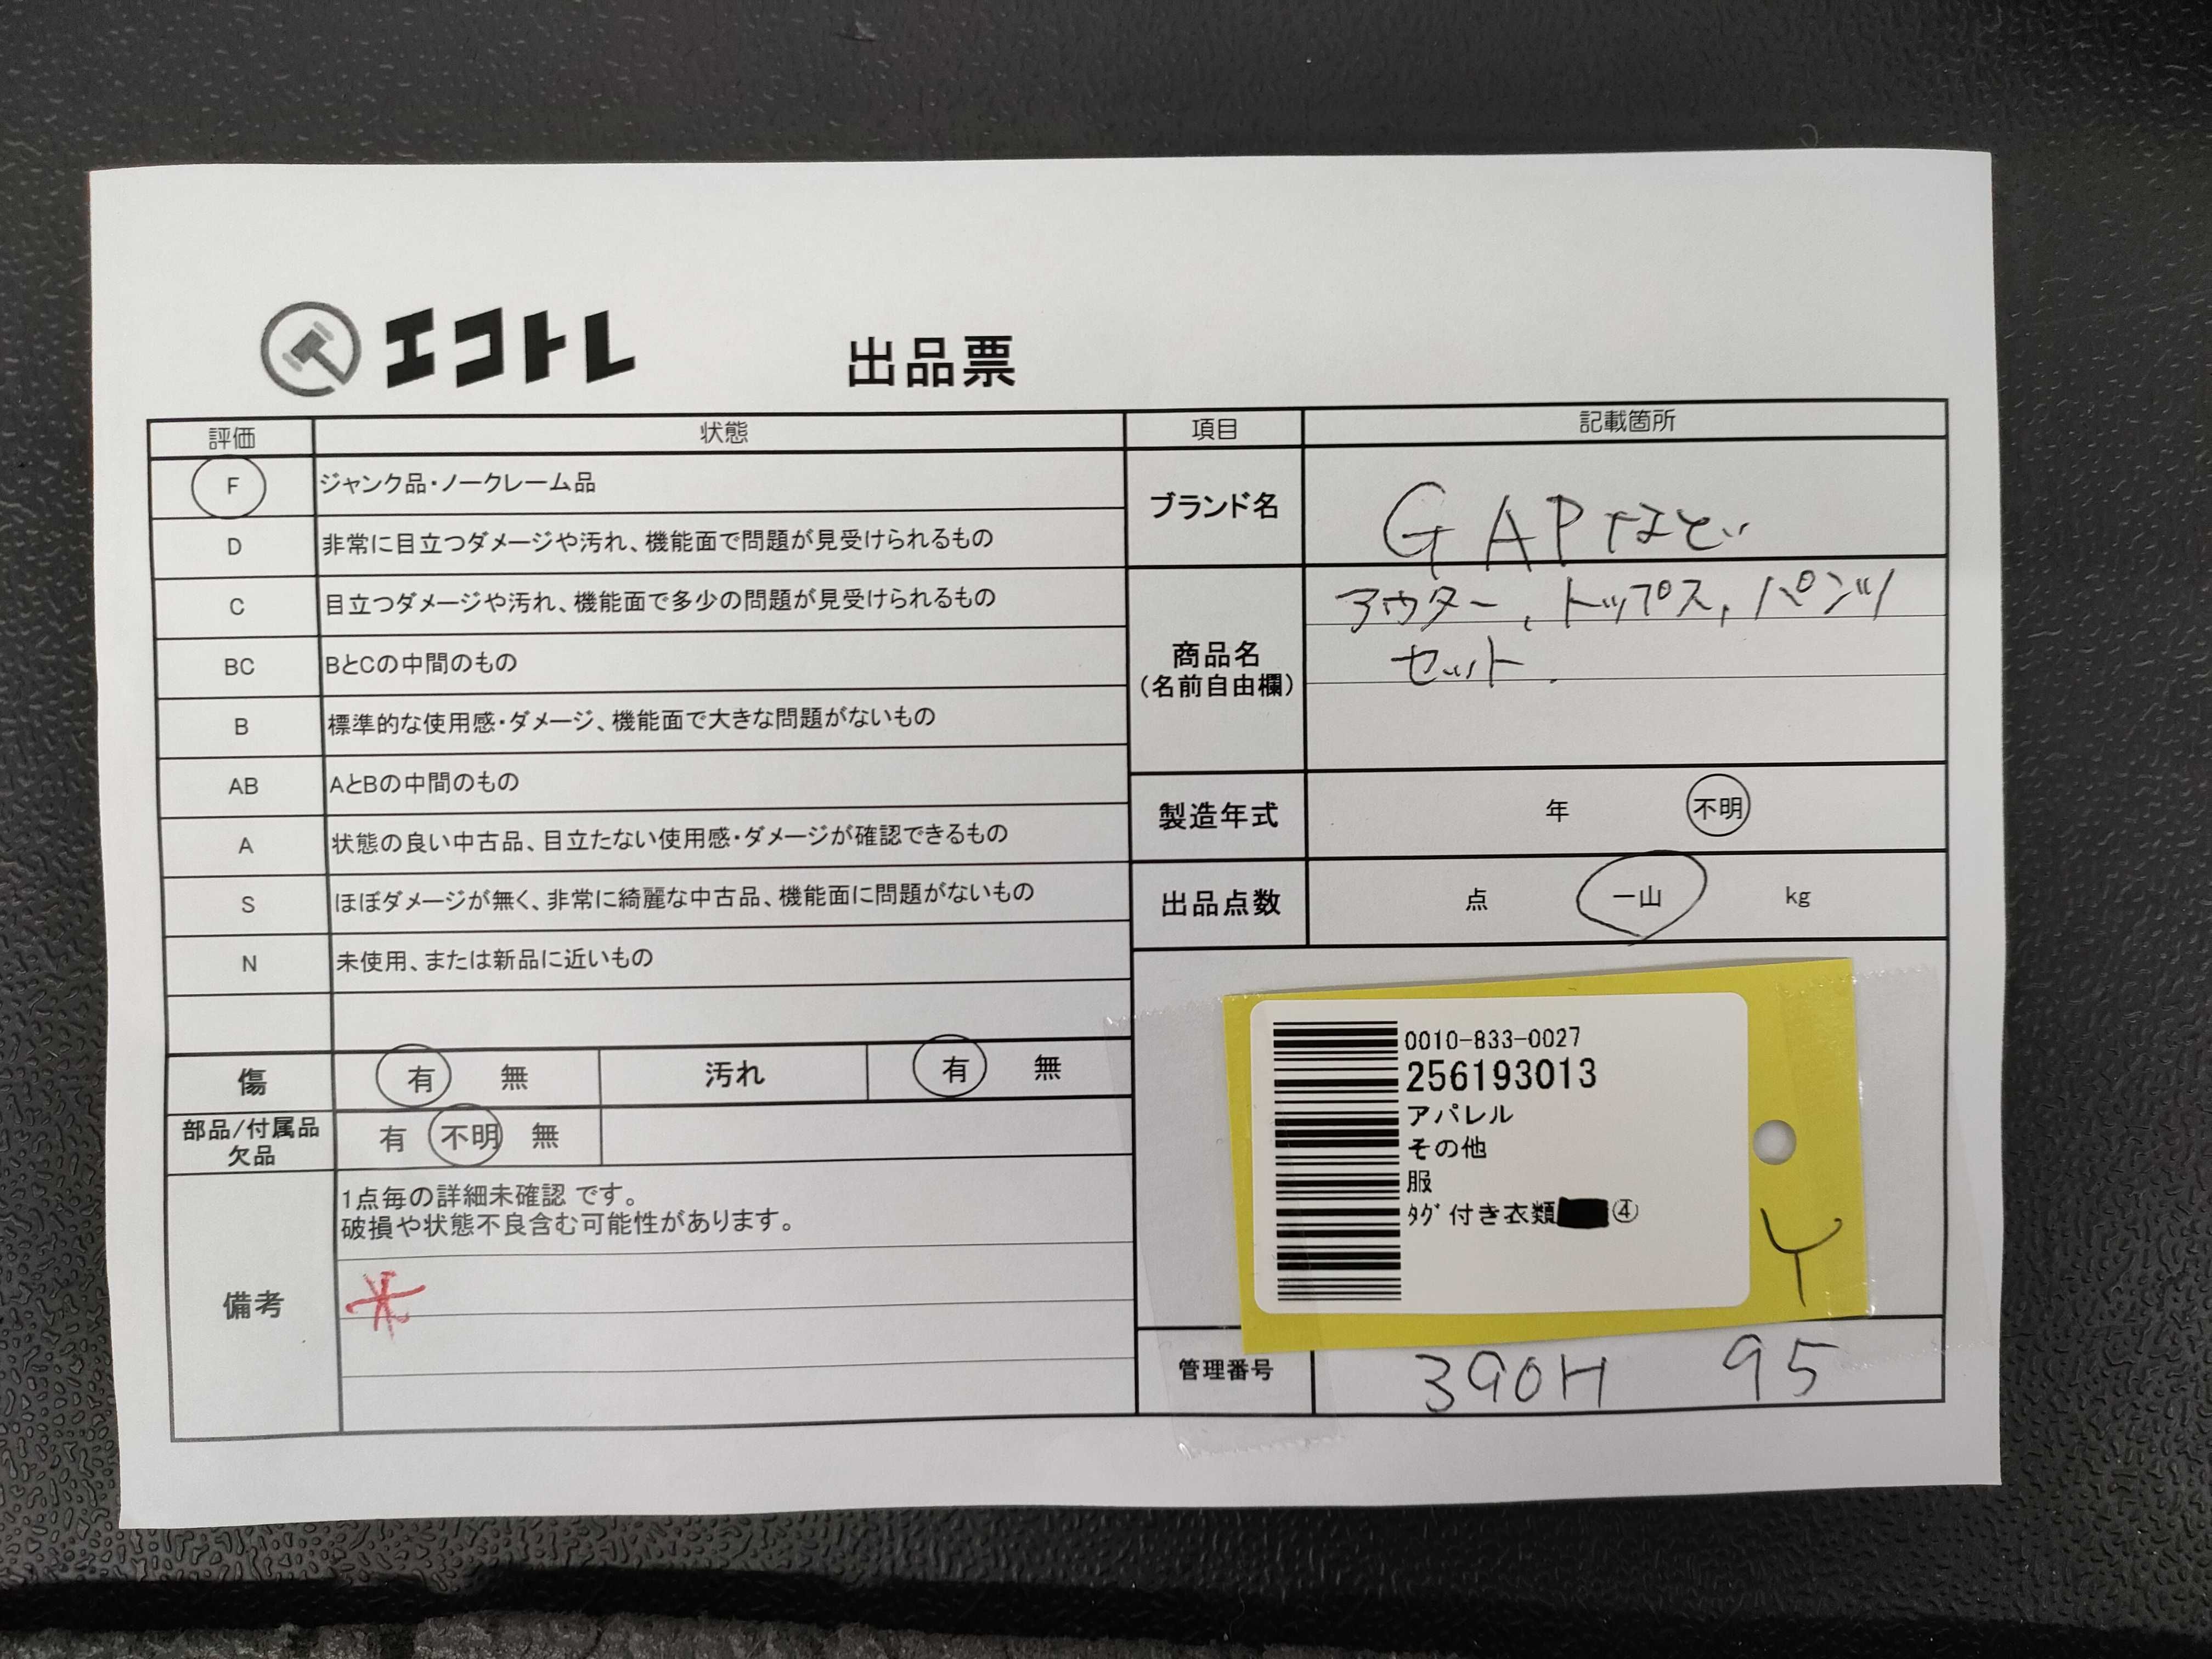 エコトレ 出品票
評価 状態
F ジャンク品・ノークレーム品
D 非常に目立つダメージや汚れ、機能面で問題が見受けられるもの
C 目立つダメージや汚れ、機能面で多少の問題が見受けられるもの
BC BとCの中間のもの
B 標準的な使用感・ダメージ、機能面で大きな問題がないもの
AB AとBの中間のもの
A 状態の良い中古品、目立たない使用感・ダメージが確認できるもの
S ほぼダメージが無く、非常に綺麗な中古品、機能面に問題がないもの
N 未使用、または新品に近いもの
傷 有 無 汚れ 有 無
部品/付属品
欠品
有 不明 無
備考
1点毎の詳細未確認 です。
破損や状態不良含む可能性があります。
項目 記載箇所
ブランド名 GAPなど
商品名
(名前自由欄)
アウター、トップス, パンツ
セット.
製造年式 年 不明
出品点数 点 一山 kg
0010-833-0027
256193013
アパレル
その他
服
ﾀｸﾞ付き衣類 ④
Y
管理番号 390H 95